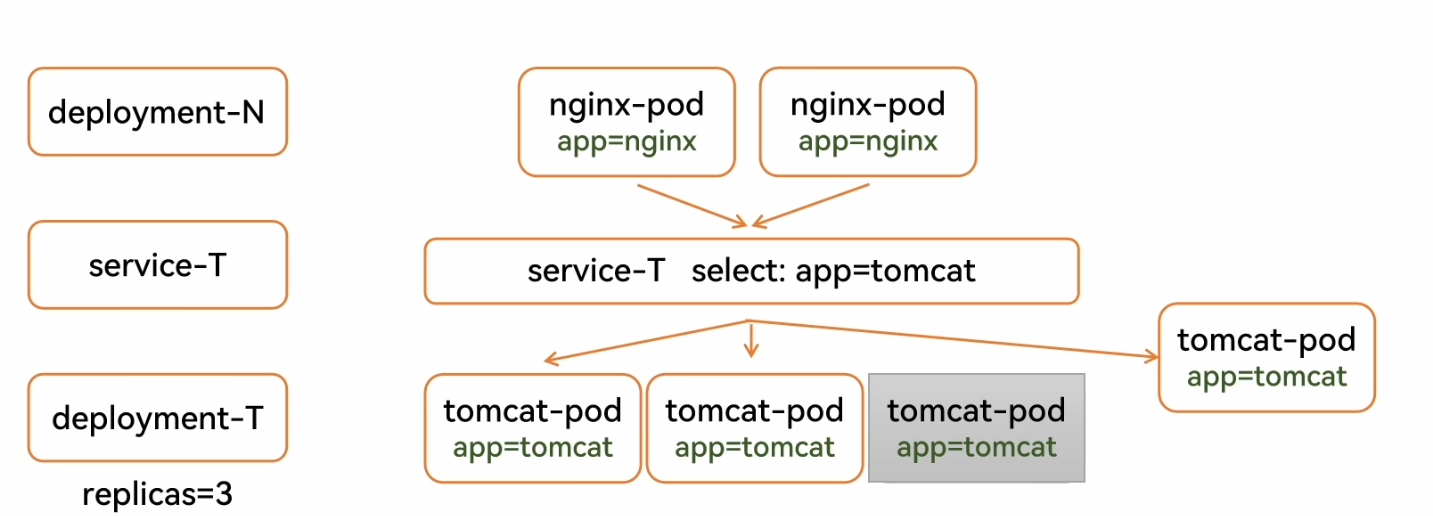 deployment-N
nginx-pod
app=nginx
nginx-pod
app=nginx
service-T
service-T select: app=tomcat
tomcat-pod
app=tomcat
deployment-T
replicas=3
tomcat-pod
app=tomcat
tomcat-pod
app=tomcat
tomcat-pod
app=tomcat